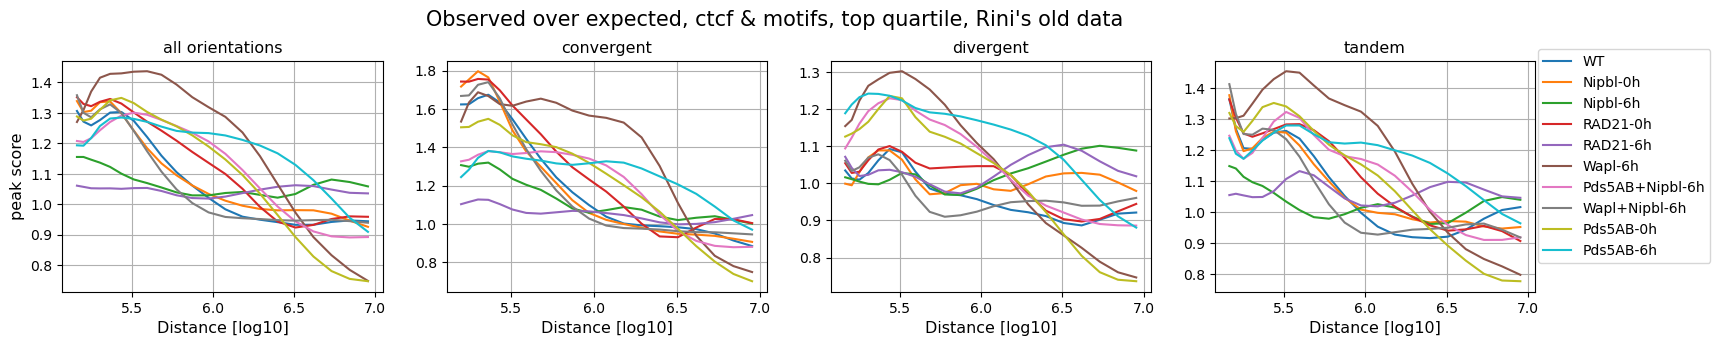 Observed over expected, ctcf & motifs, top quartile, Rini's old data
all orientations
convergent
divergent
tandem
peak score
1.4
1.3
1.2
1.1
1.0
0.9
0.8
5.5
6.0
6.5
7.0
Distance [log10]
1.8
1.6
1.4
1.2
1.0
0.8
5.5
6.0
6.5
7.0
Distance [log10]
1.3
1.2
1.1
1.0
0.9
0.8
5.5
6.0
6.5
7.0
Distance [log10]
1.4
1.3
1.2
1.1
1.0
0.9
0.8
5.5
6.0
6.5
7.0
Distance [log10]
WT
Nipbl-0h
Nipbl-6h
RAD21-0h
RAD21-6h
Wapl-6h
Pds5AB+Nipbl-6h
Wapl+Nipbl-6h
Pds5AB-0h
Pds5AB-6h